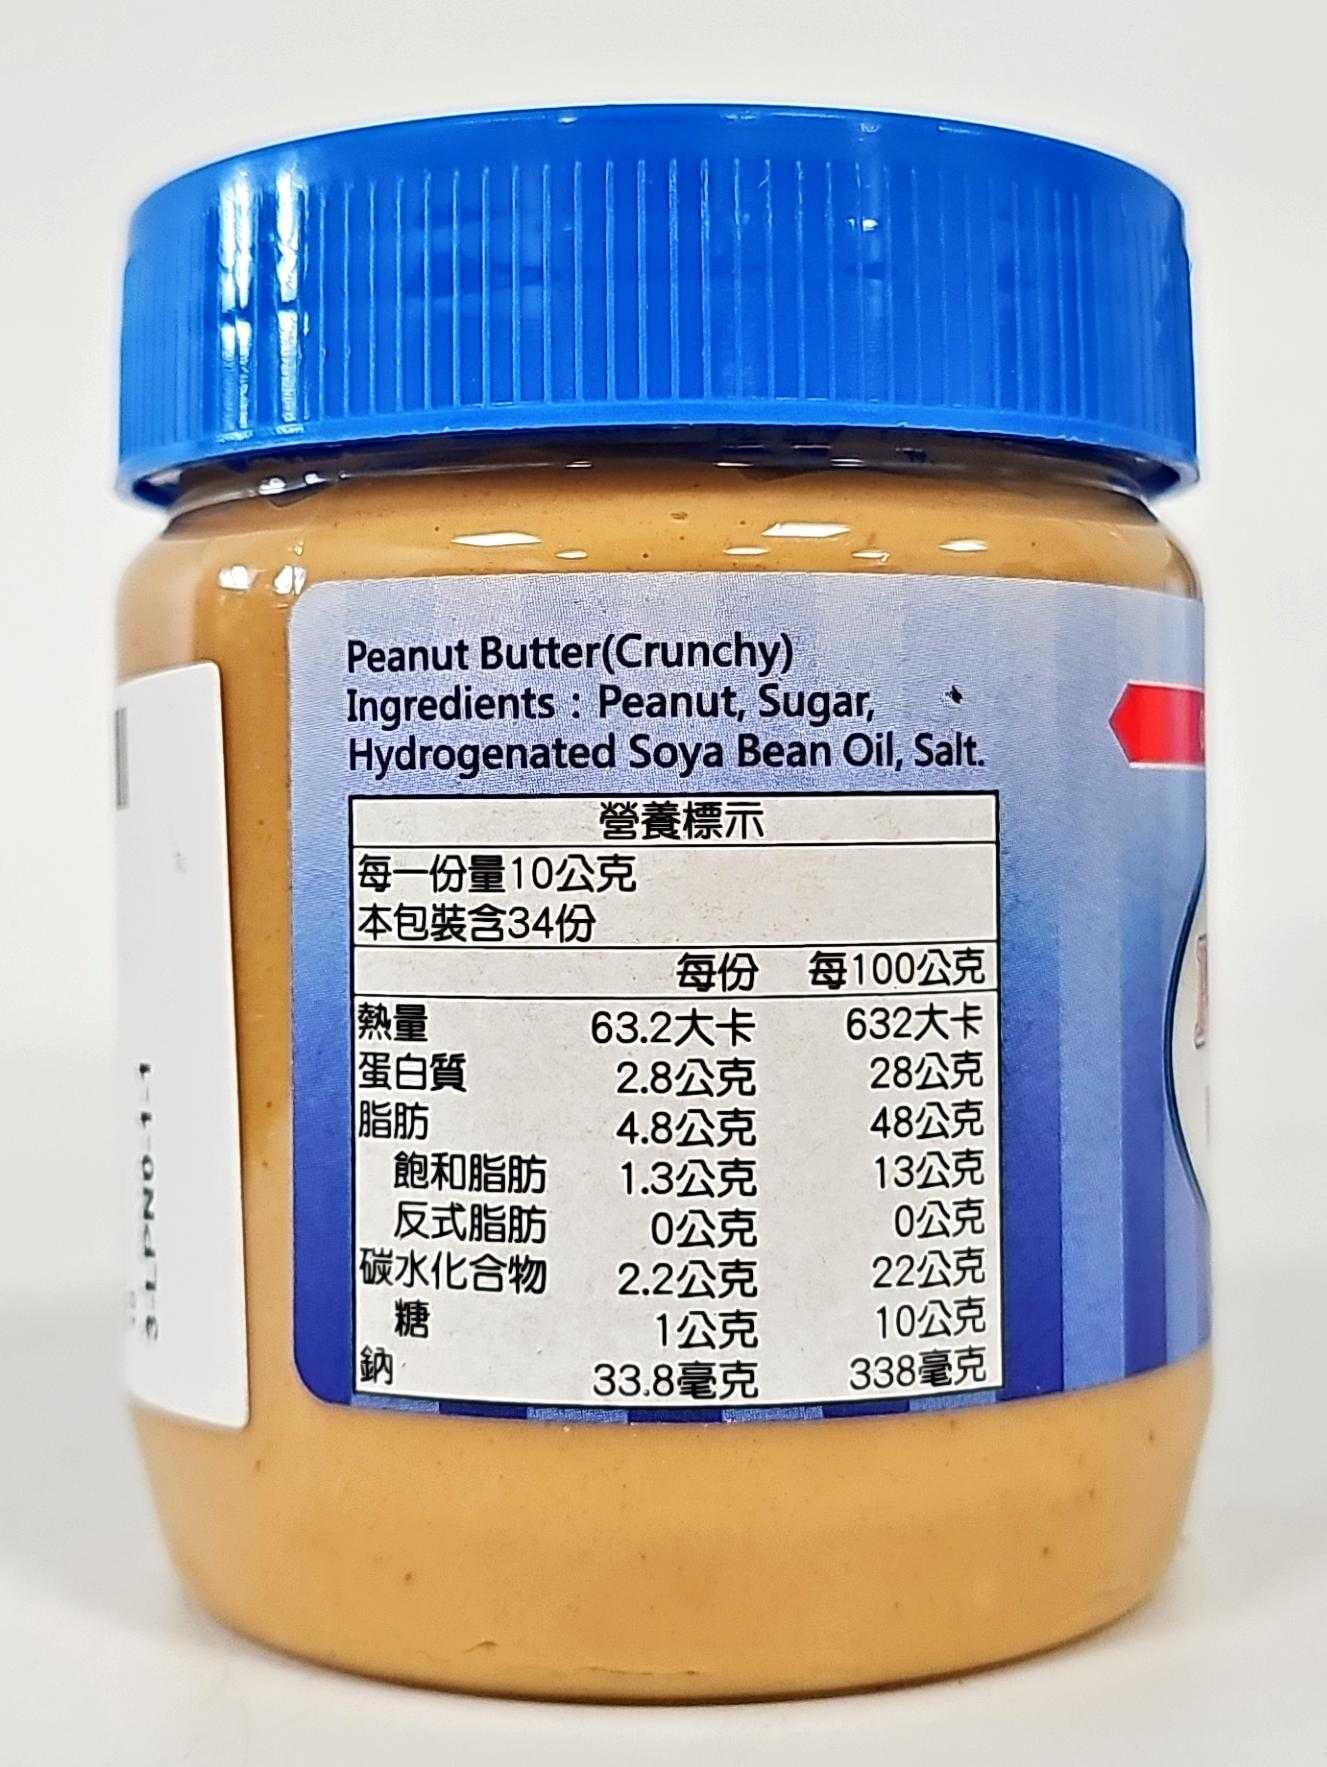 Peanut Butter(Crunchy)
Ingredients : Peanut, Sugar,
Hydrogenated Soya Bean Oil, Salt.
營養標示
每一份量10公克
本包裝含34份
每份 每100公克
熱量 63.2大卡 632大卡
蛋白質 2.8公克 28公克
脂肪 4.8公克 48公克
飽和脂肪 1.3公克 13公克
反式脂肪 0公克 0公克
碳水化合物 2.2公克 22公克
糖 1公克 10公克
鈉 33.8毫克 338毫克